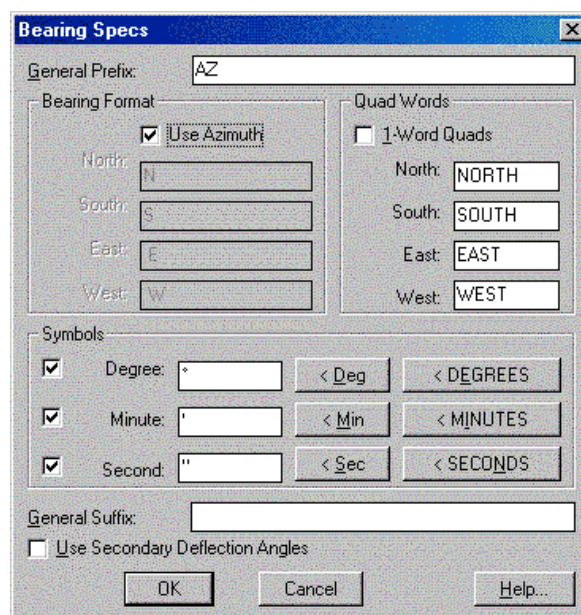 Bearing Specs
General Prefix: AZ
Bearing Format
Use Azimuth
North: N
South: S
East: E
West: W
Quad Words
1-Word Quads
North: NORTH
South: SOUTH
East: EAST
West: WEST
Symbols
Degree: ° < Deg < DEGREES
Minute: ' < Min < MINUTES
Second: " < Sec < SECONDS
General Suffix:
Use Secondary Deflection Angles
OK Cancel Help...